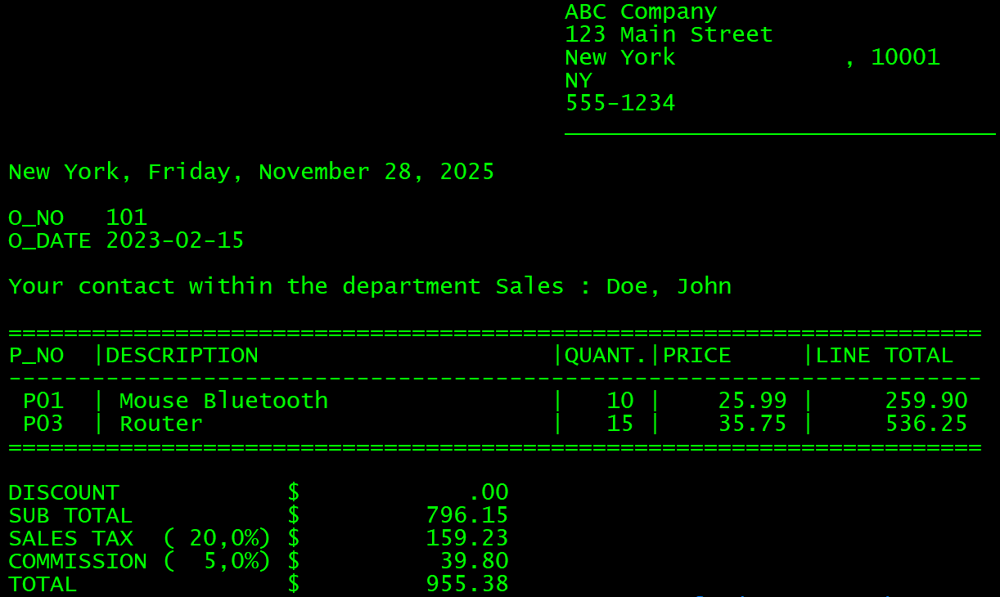 ABC Company
123 Main Street
New York , 10001
NY
555-1234
New York, Friday, November 28, 2025
O_NO 101
O_DATE 2023-02-15
Your contact within the department Sales : Doe, John
======================================================================
P_NO |DESCRIPTION |QUANT.|PRICE |LINE TOTAL
----------------------------------------------------------------------
P01 | Mouse Bluetooth | 10 | 25.99 | 259.90
P03 | Router | 15 | 35.75 | 536.25
======================================================================
DISCOUNT $ .00
SUB TOTAL $ 796.15
SALES TAX ( 20,0%) $ 159.23
COMMISSION ( 5,0%) $ 39.80
TOTAL $ 955.38